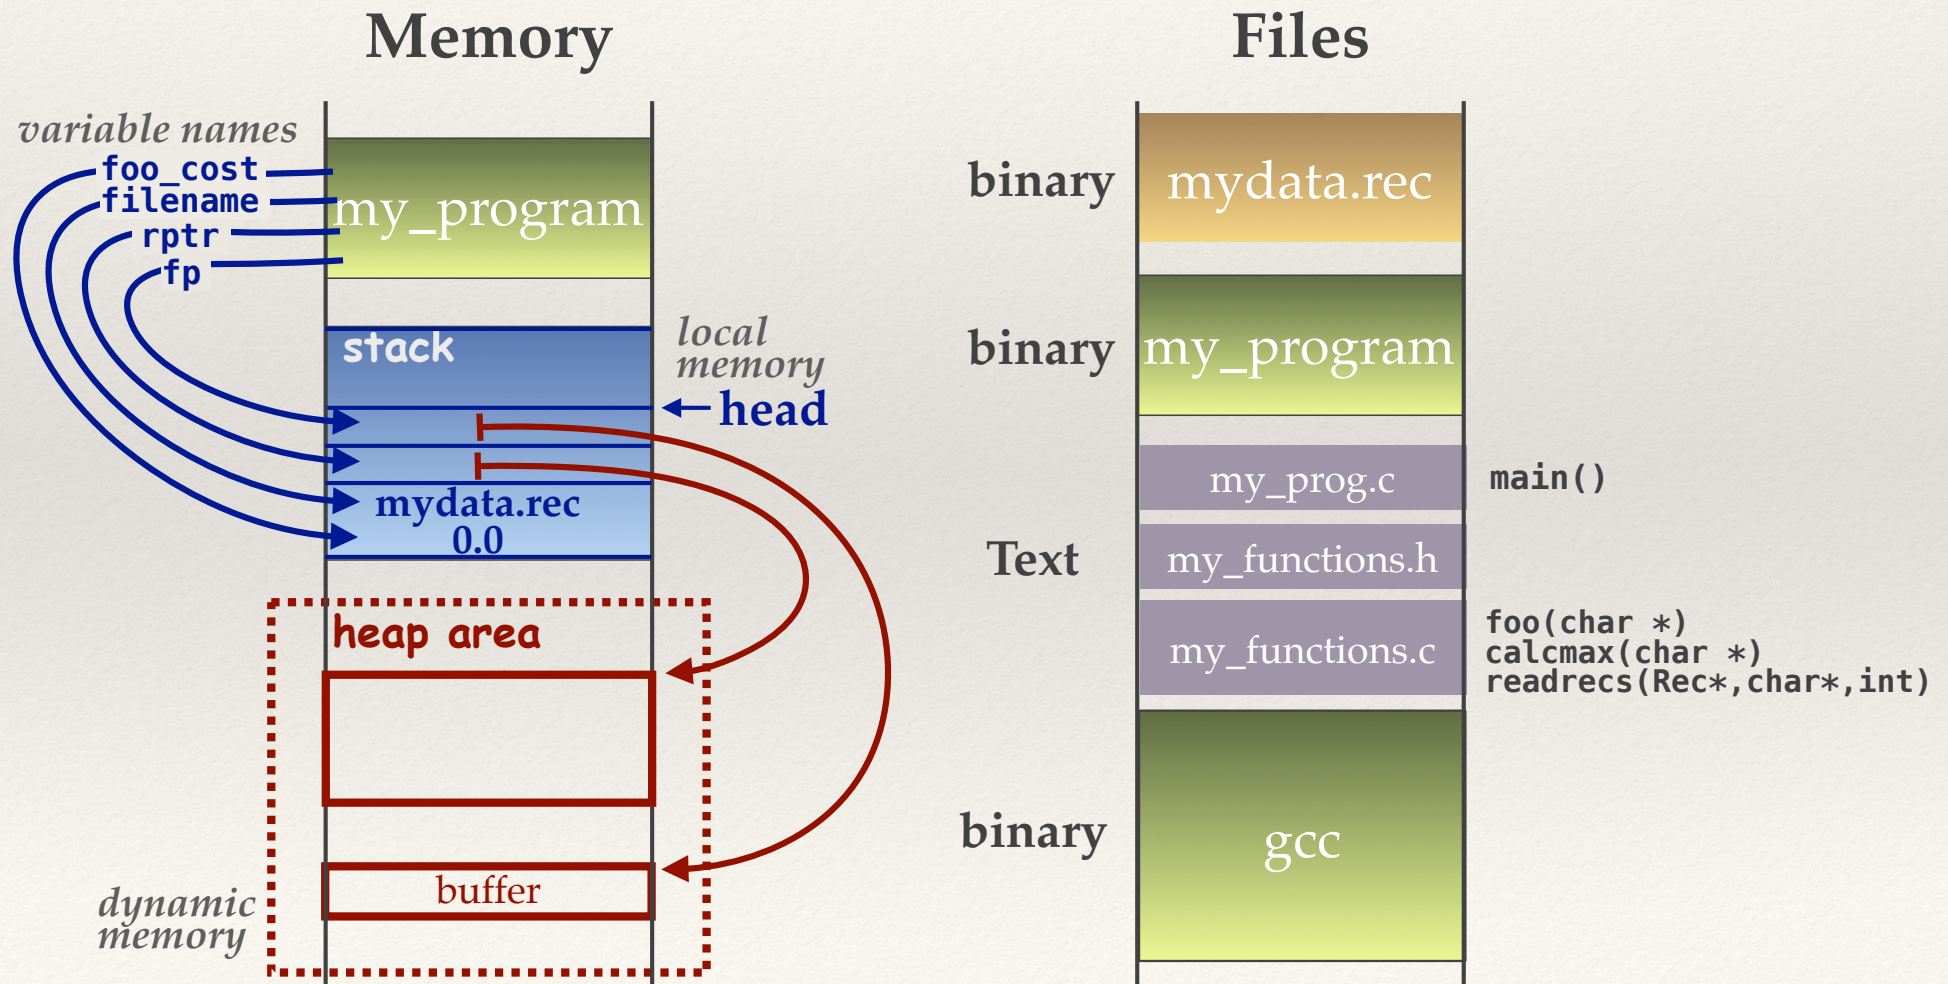 Memory
variable names
foo_cost
filename
rptr
fp
my_program
stack
local
memory
head
mydata.rec
0.0
heap area
buffer
dynamic
memory
Files
binary
mydata.rec
binary
my_program
my_prog.c
main()
Text
my_functions.h
my_functions.c
foo(char *)
calcmax(char *)
readrecs(Rec*,char*,int)
binary
gcc